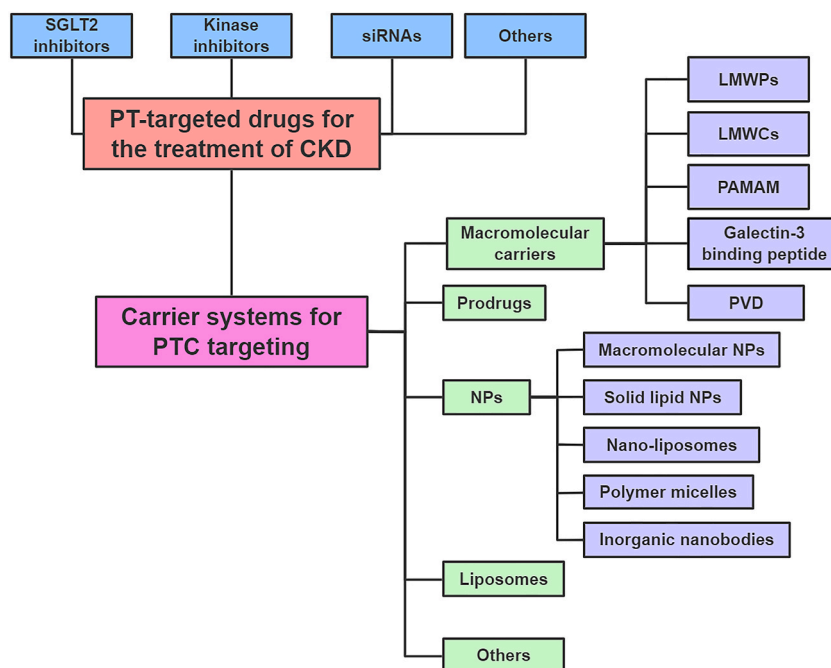 SGLT2
inhibitors
Kinase
inhibitors
siRNAs
Others
PT-targeted drugs for
the treatment of CKD
LMWPs
LMWCs
PAMAM
Galectin-3
binding peptide
PVD
Macromolecular
carriers
Prodrugs
Carrier systems for
PTC targeting
NPs
Macromolecular NPs
Solid lipid NPs
Nano-liposomes
Polymer micelles
Inorganic nanobodies
Liposomes
Others